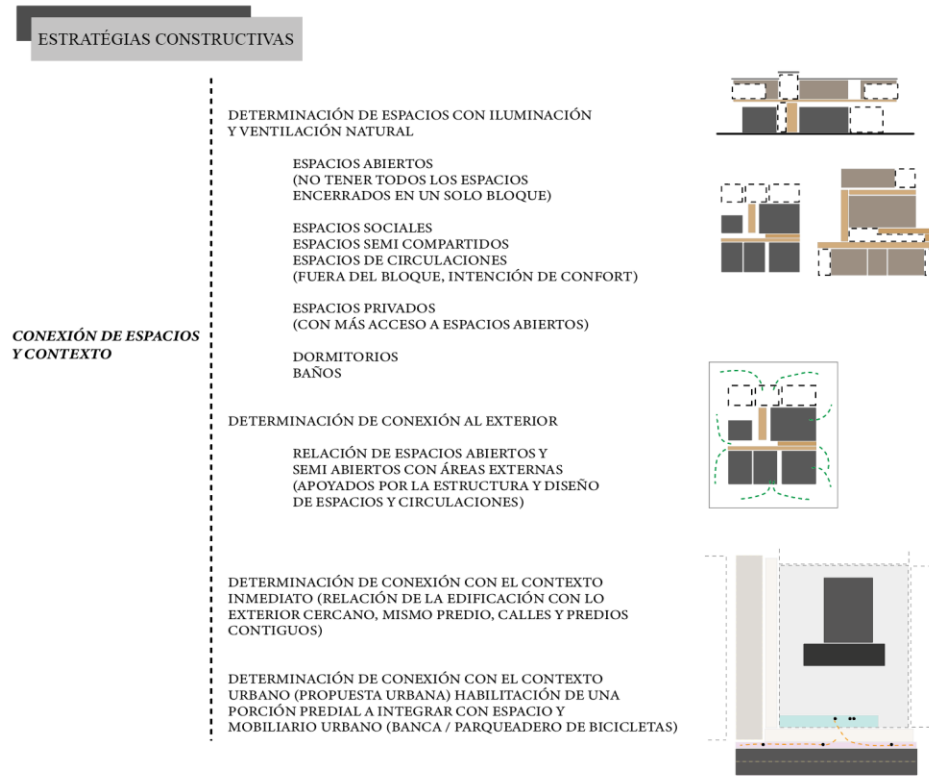 ESTRATÉGIAS CONSTRUCTIVAS
CONEXIÓN DE ESPACIOS
Y CONTEXTO
DETERMINACIÓN DE ESPACIOS CON ILUMINACIÓN
Y VENTILACIÓN NATURAL
ESPACIOS ABIERTOS
(NO TENER TODOS LOS ESPACIOS
ENCERRADOS EN UN SOLO BLOQUE)
ESPACIOS SOCIALES
ESPACIOS SEMI COMPARTIDOS
ESPACIOS DE CIRCULACIONES
(FUERA DEL BLOQUE, INTENCIÓN DE CONFORT)
ESPACIOS PRIVADOS
(CON MÁS ACCESO A ESPACIOS ABIERTOS)
DORMITORIOS
BAÑOS
DETERMINACIÓN DE CONEXIÓN AL EXTERIOR
RELACIÓN DE ESPACIOS ABIERTOS Y
SEMI ABIERTOS CON ÁREAS EXTERNAS
(APOYADOS POR LA ESTRUCTURA Y DISEÑO
DE ESPACIOS Y CIRCULACIONES)
DETERMINACIÓN DE CONEXIÓN CON EL CONTEXTO
INMEDIATO (RELACIÓN DE LA EDIFICACIÓN CON LO
EXTERIOR CERCANO, MISMO PREDIO, CALLES Y PREDIOS
CONTIGUOS)
DETERMINACIÓN DE CONEXIÓN CON EL CONTEXTO
URBANO (PROPUESTA URBANA) HABILITACIÓN DE UNA
PORCIÓN PREDIAL A INTEGRAR CON ESPACIO Y
MOBILIARIO URBANO (BANCA / PARQUEADERO DE BICICLETAS)